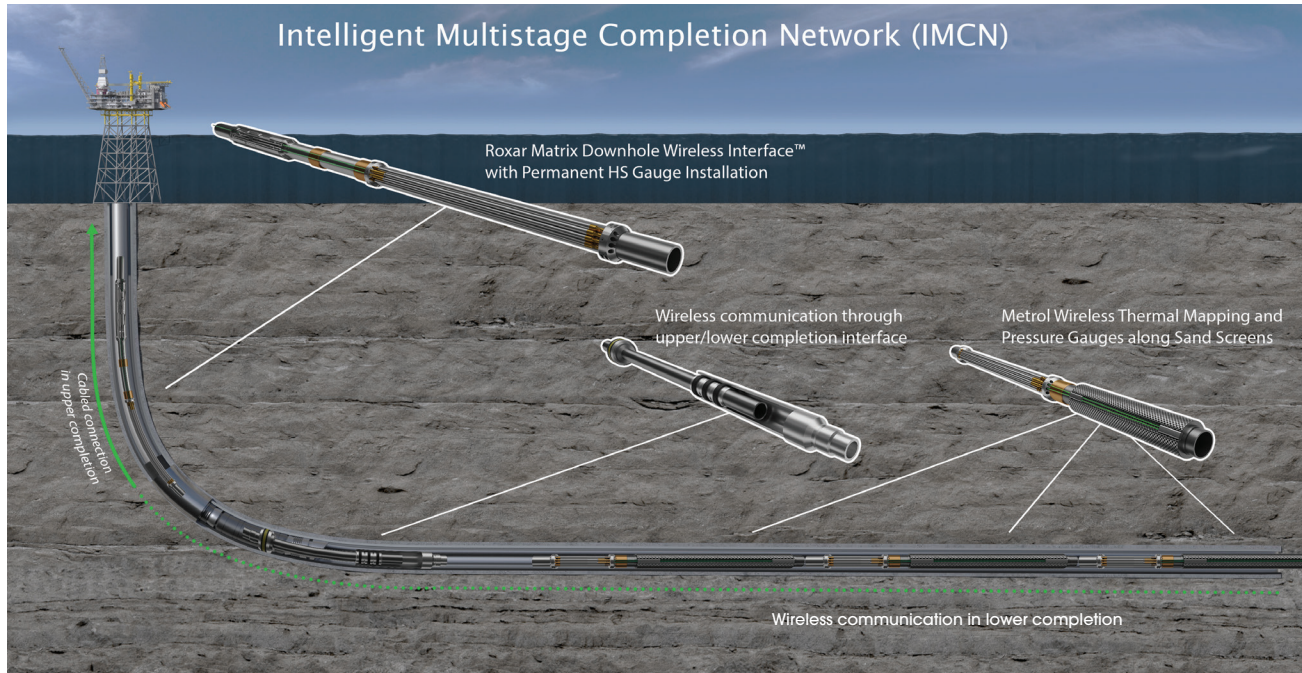 Intelligent Multistage Completion Network (IMCN)
Roxar Matrix Downhole Wireless Interface™
with Permanent HS Gauge Installation
Wireless communication through
upper/lower completion interface
Metrol Wireless Thermal Mapping and
Pressure Gauges along Sand Screens
Cabled connection
in upper completion
Wireless communication in lower completion